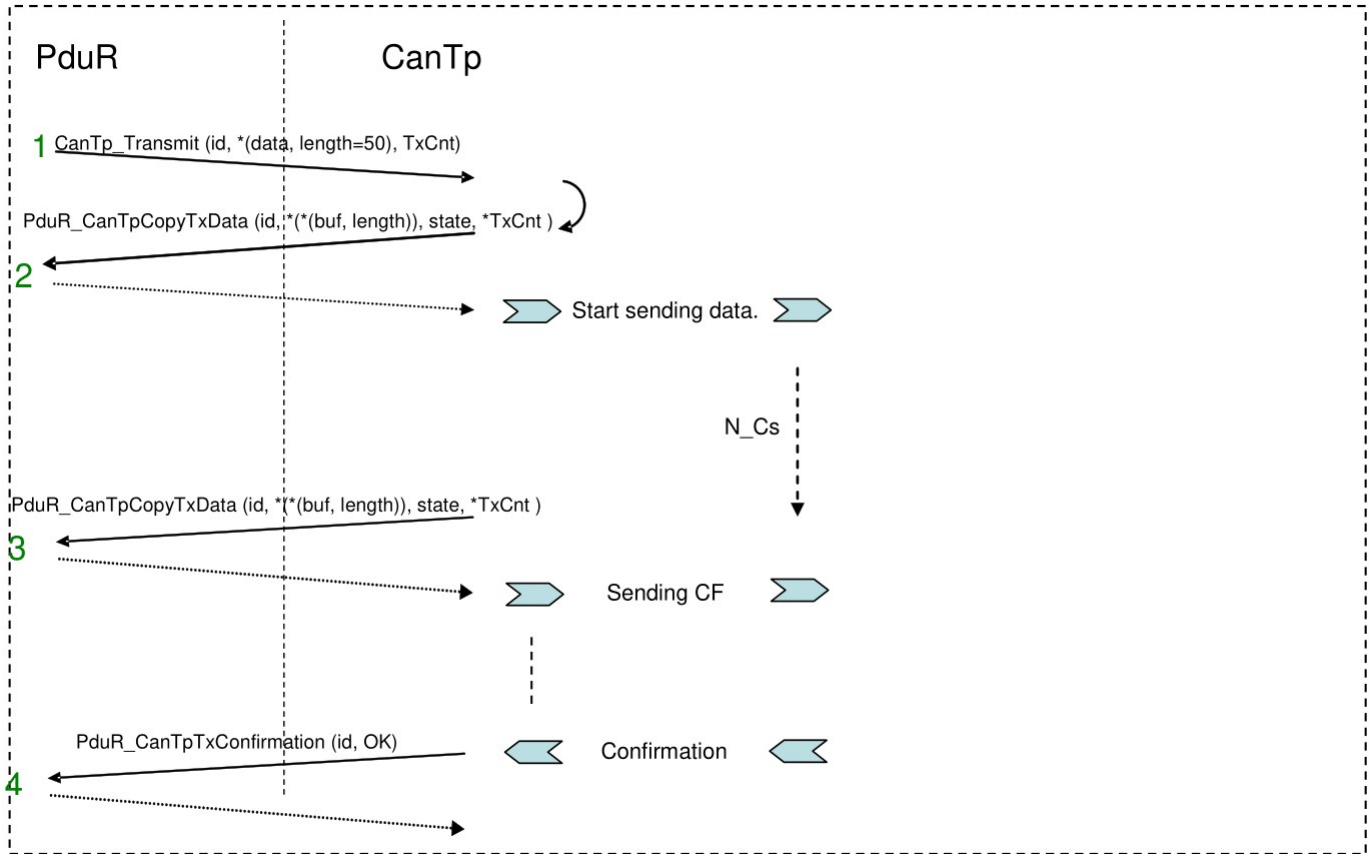 PduR
CanTp
1 CanTp_Transmit (id, *(data, length=50), TxCnt)
PduR_CanTpCopyTxData (id, *(*(buf, length)), state, *TxCnt )
2
Start sending data.
N_Cs
PduR_CanTpCopyTxData (id, *(*(buf, length)), state, *TxCnt )
3
Sending CF
PduR_CanTpTxConfirmation (id, OK)
Confirmation
4